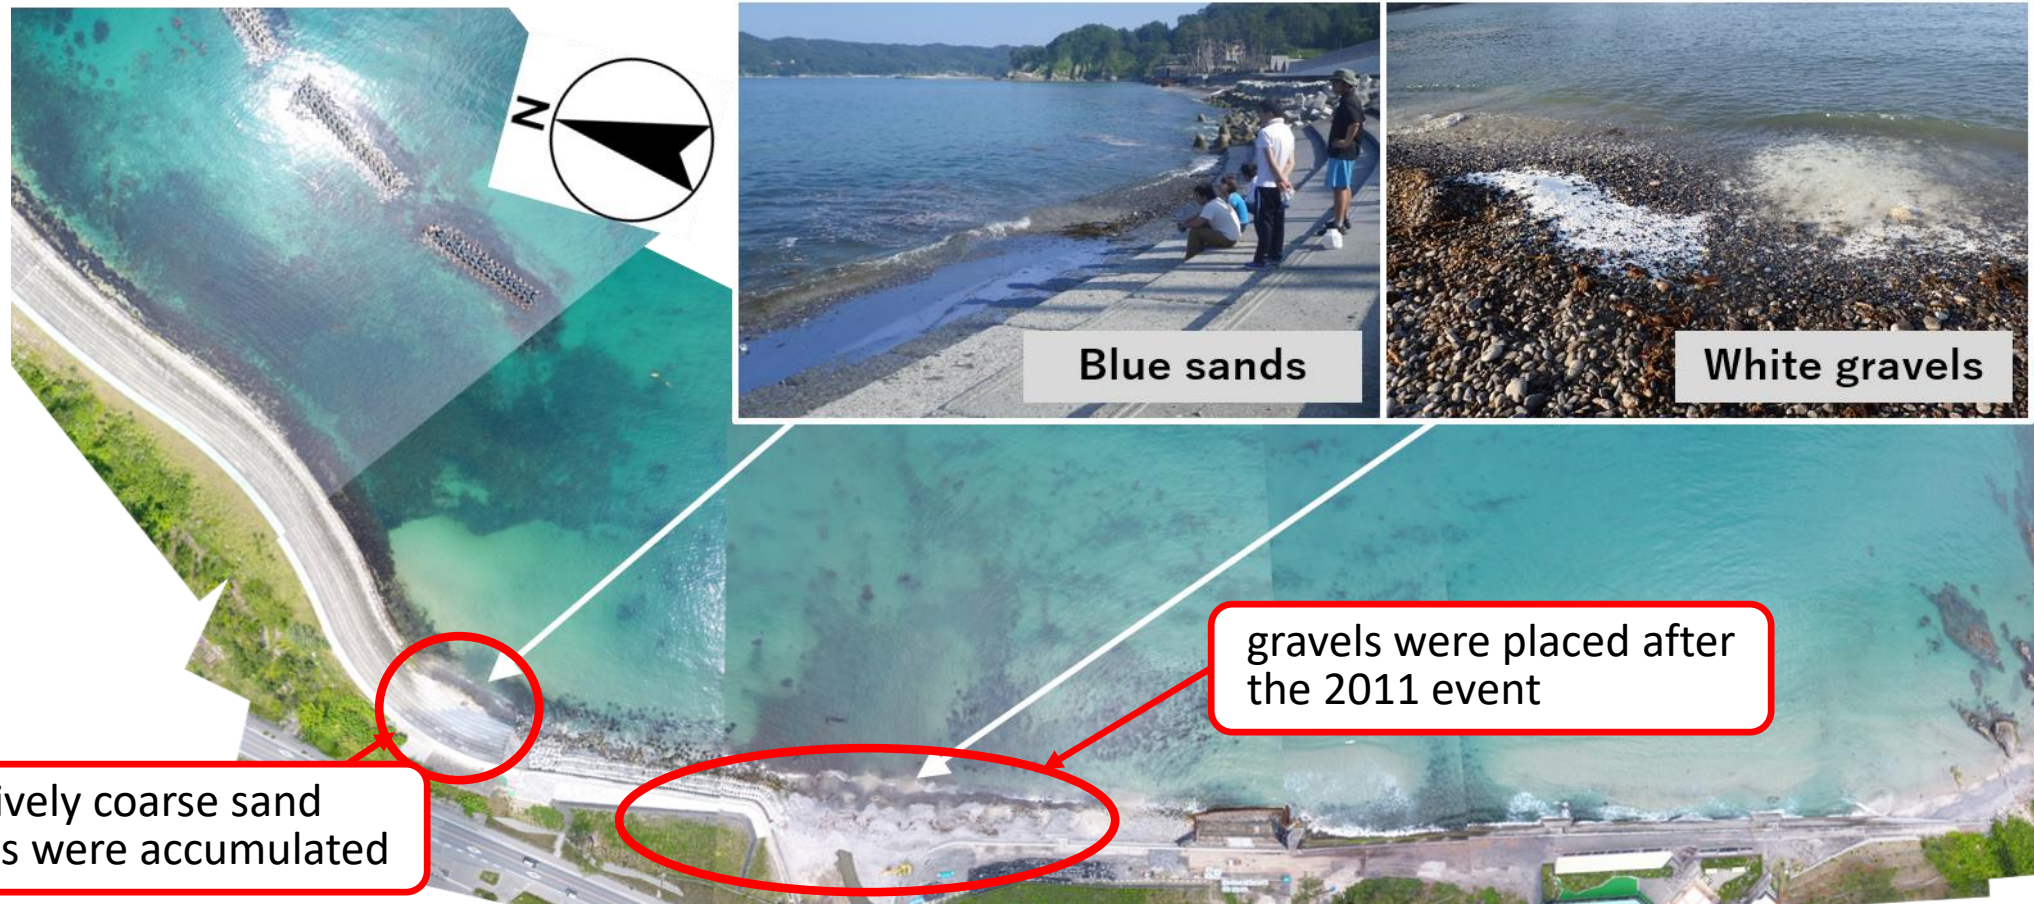 N
Blue sands
White gravels
gravels were placed after
the 2011 event
ively coarse sand
s were accumulated